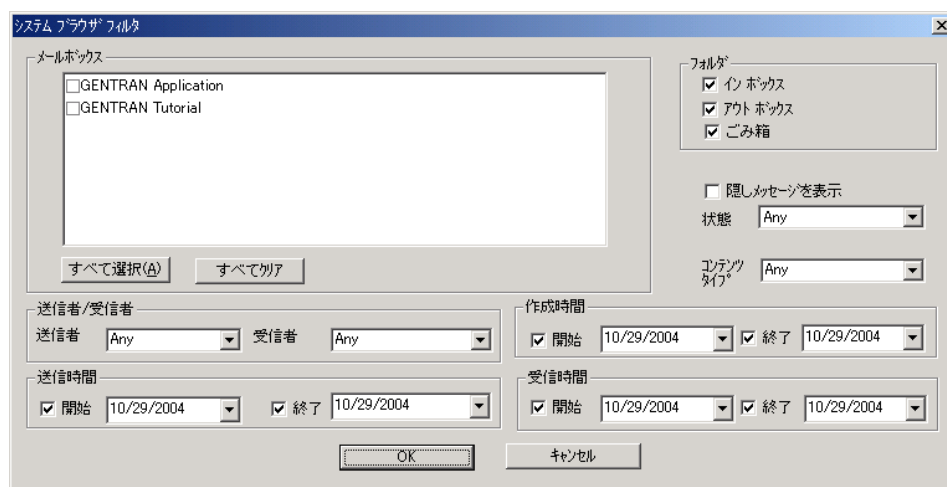 システム ブラウザ フィルタ
メールボックス
GENTRAN Application
GENTRAN Tutorial
すべて選択(A)
すべてクリア
フォルダ
イン ボックス
アウト ボックス
ごみ箱
隠しメッセージを表示
状態 Any
コンテンツ
タイプ Any
送信者/受信者
送信者 Any 受信者 Any
作成時間
開始 10/29/2004 終了 10/29/2004
送信時間
開始 10/29/2004 終了 10/29/2004
受信時間
開始 10/29/2004 終了 10/29/2004
OK キャンセル